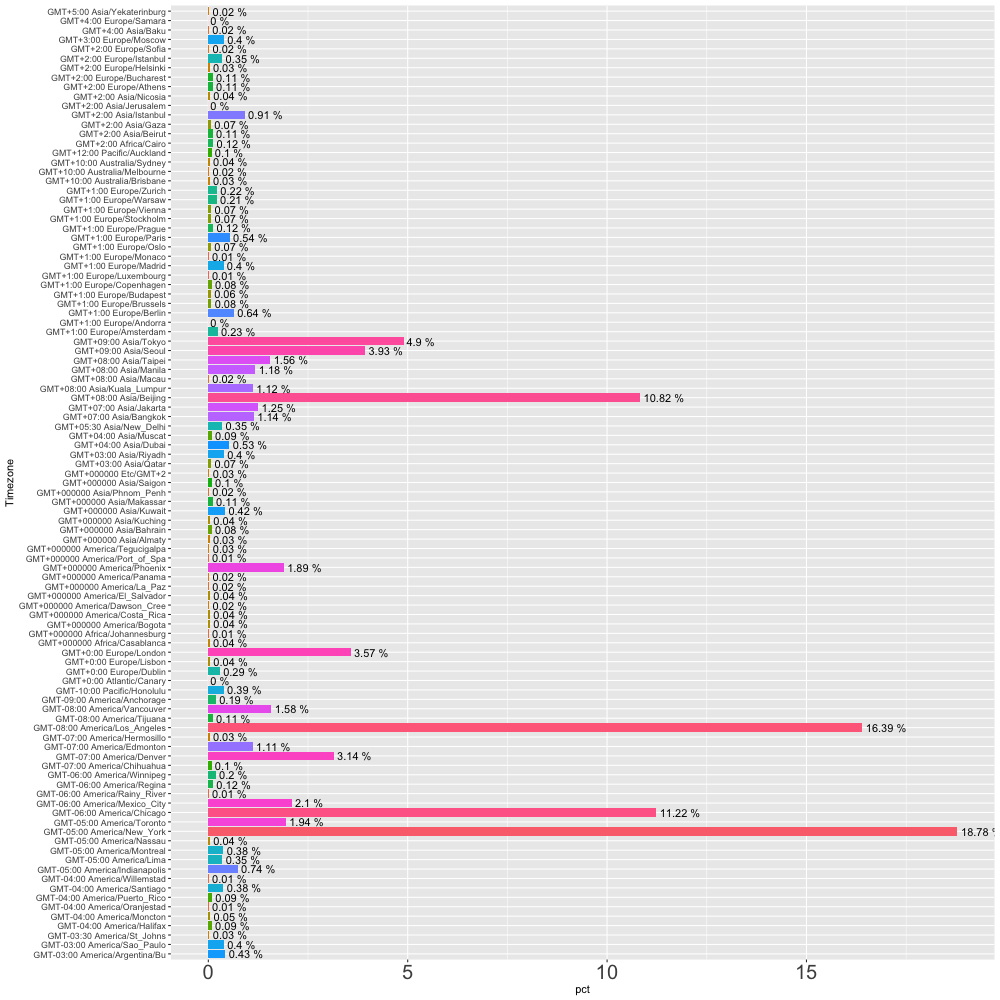 GMT+5:00 Asia/Yekaterinburg 0.02 %
GMT+4:00 Europe/Samara 0 %
GMT+4:00 Asia/Baku 0.02 %
GMT+3:00 Europe/Moscow 0.4 %
GMT+2:00 Europe/Sofia 0.02 %
GMT+2:00 Europe/Istanbul 0.35 %
GMT+2:00 Europe/Helsinki 0.03 %
GMT+2:00 Europe/Bucharest 0.11 %
GMT+2:00 Europe/Athens 0.11 %
GMT+2:00 Asia/Nicosia 0.04 %
GMT+2:00 Asia/Jerusalem 0 %
GMT+2:00 Asia/Istanbul 0.91 %
GMT+2:00 Asia/Gaza 0.07 %
GMT+2:00 Asia/Beirut 0.11 %
GMT+2:00 Africa/Cairo 0.12 %
GMT+12:00 Pacific/Auckland 0.1 %
GMT+10:00 Australia/Sydney 0.04 %
GMT+10:00 Australia/Melbourne 0.02 %
GMT+10:00 Australia/Brisbane 0.03 %
GMT+1:00 Europe/Zurich 0.22 %
GMT+1:00 Europe/Warsaw 0.21 %
GMT+1:00 Europe/Vienna 0.07 %
GMT+1:00 Europe/Stockholm 0.07 %
GMT+1:00 Europe/Prague 0.12 %
GMT+1:00 Europe/Paris 0.54 %
GMT+1:00 Europe/Oslo 0.07 %
GMT+1:00 Europe/Monaco 0.01 %
GMT+1:00 Europe/Madrid 0.4 %
GMT+1:00 Europe/Luxembourg 0.01 %
GMT+1:00 Europe/Copenhagen 0.08 %
GMT+1:00 Europe/Budapest 0.06 %
GMT+1:00 Europe/Brussels 0.08 %
GMT+1:00 Europe/Berlin 0.64 %
GMT+1:00 Europe/Andorra 0 %
GMT+1:00 Europe/Amsterdam 0.23 %
GMT+09:00 Asia/Tokyo 4.9 %
GMT+09:00 Asia/Seoul 3.93 %
GMT+08:00 Asia/Taipei 1.56 %
GMT+08:00 Asia/Manila 1.18 %
GMT+08:00 Asia/Macau 0.02 %
GMT+08:00 Asia/Kuala_Lumpur 1.12 %
GMT+08:00 Asia/Beijing 10.82 %
GMT+07:00 Asia/Jakarta 1.25 %
GMT+07:00 Asia/Bangkok 1.14 %
GMT+05:30 Asia/New_Delhi 0.35 %
GMT+04:00 Asia/Muscat 0.09 %
GMT+04:00 Asia/Dubai 0.53 %
GMT+03:00 Asia/Riyadh 0.4 %
GMT+03:00 Asia/Qatar 0.07 %
GMT+000000 Etc/GMT+2 0.03 %
GMT+000000 Asia/Saigon 0.1 %
GMT+000000 Asia/Phnom_Penh 0.02 %
GMT+000000 Asia/Makassar 0.11 %
GMT+000000 Asia/Kuwait 0.42 %
GMT+000000 Asia/Kuching 0.04 %
GMT+000000 Asia/Bahrain 0.08 %
GMT+000000 Asia/Almaty 0.03 %
GMT+000000 America/Tegucigalpa 0.03 %
GMT+000000 America/Port_of_Spa 0.01 %
GMT+000000 America/Phoenix 1.89 %
GMT+000000 America/Panama 0.02 %
GMT+000000 America/La_Paz 0.02 %
GMT+000000 America/El_Salvador 0.04 %
GMT+000000 America/Dawson_Cree 0.02 %
GMT+000000 America/Costa_Rica 0.04 %
GMT+000000 America/Bogota 0.04 %
GMT+000000 Africa/Johannesburg 0.01 %
GMT+000000 Africa/Casablanca 0.04 %
GMT+0:00 Europe/London 3.57 %
GMT+0:00 Europe/Lisbon 0.04 %
GMT+0:00 Europe/Dublin 0.29 %
GMT+0:00 Atlantic/Canary 0 %
GMT-10:00 Pacific/Honolulu 0.39 %
GMT-09:00 America/Anchorage 0.19 %
GMT-08:00 America/Vancouver 1.58 %
GMT-08:00 America/Tijuana 0.11 %
GMT-08:00 America/Los_Angeles 16.39 %
GMT-07:00 America/Hermosillo 0.03 %
GMT-07:00 America/Edmonton 1.11 %
GMT-07:00 America/Denver 3.14 %
GMT-07:00 America/Chihuahua 0.1 %
GMT-06:00 America/Winnipeg 0.2 %
GMT-06:00 America/Regina 0.12 %
GMT-06:00 America/Rainy_River 0.01 %
GMT-06:00 America/Mexico_City 2.1 %
GMT-06:00 America/Chicago 11.22 %
GMT-05:00 America/Toronto 1.94 %
GMT-05:00 America/New_York 18.78 %
GMT-05:00 America/Nassau 0.04 %
GMT-05:00 America/Montreal 0.38 %
GMT-05:00 America/Lima 0.35 %
GMT-05:00 America/Indianapolis 0.74 %
GMT-04:00 America/Willemstad 0.01 %
GMT-04:00 America/Santiago 0.38 %
GMT-04:00 America/Puerto_Rico 0.09 %
GMT-04:00 America/Oranjestad 0.01 %
GMT-04:00 America/Moncton 0.05 %
GMT-04:00 America/Halifax 0.09 %
GMT-03:30 America/St_Johns 0.03 %
GMT-03:00 America/Sao_Paulo 0.4 %
GMT-03:00 America/Argentina/Bu 0.43 %
0 5 10 15
pct
Timezone